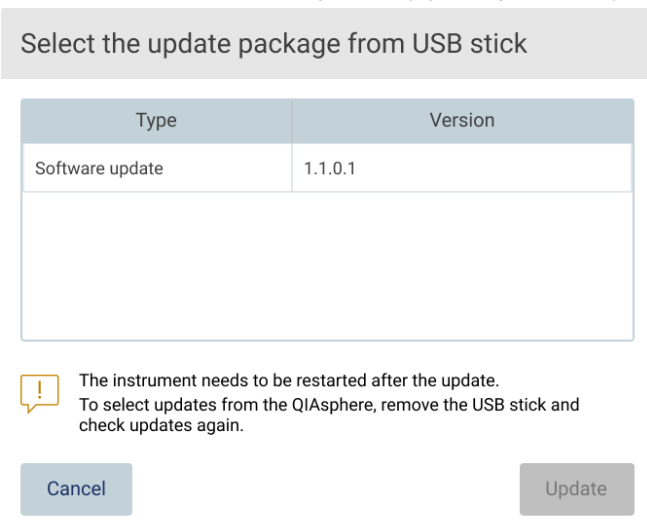 Select the update package from USB stick
Type Version
Software update 1.1.0.1
!
The instrument needs to be restarted after the update.
To select updates from the QIAsphere, remove the USB stick and
check updates again.
Cancel Update